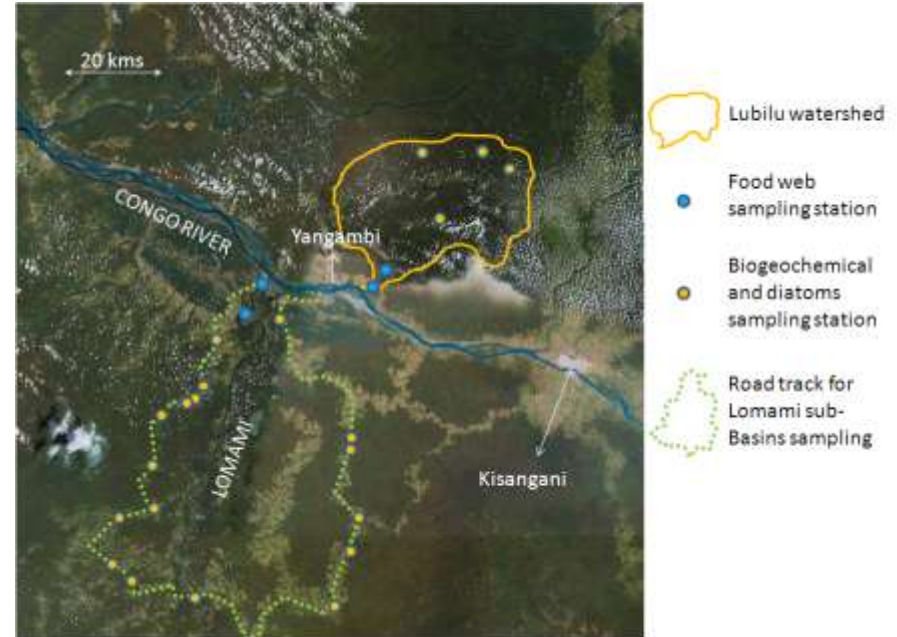 20 kms
CONGO RIVER
Yangambi
LOMAMI
Kisangani
Lubilu watershed
Food web
sampling station
Biogeochemical
and diatoms
sampling station
Road track for
Lomami sub-
Basins sampling